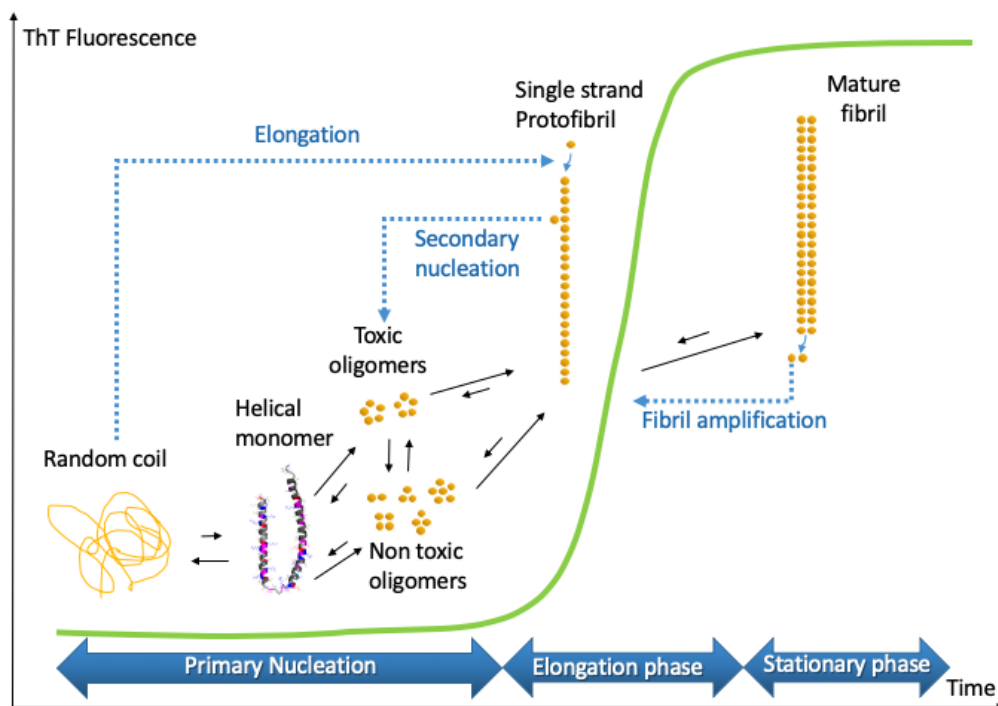 ThT Fluorescence
Single strand
Protofibril
Mature
fibril
Elongation
Secondary
nucleation
Toxic
oligomers
Helical
monomer
Fibril amplification
Random coil
Non toxic
oligomers
Primary Nucleation
Elongation phase
Stationary phase
Time